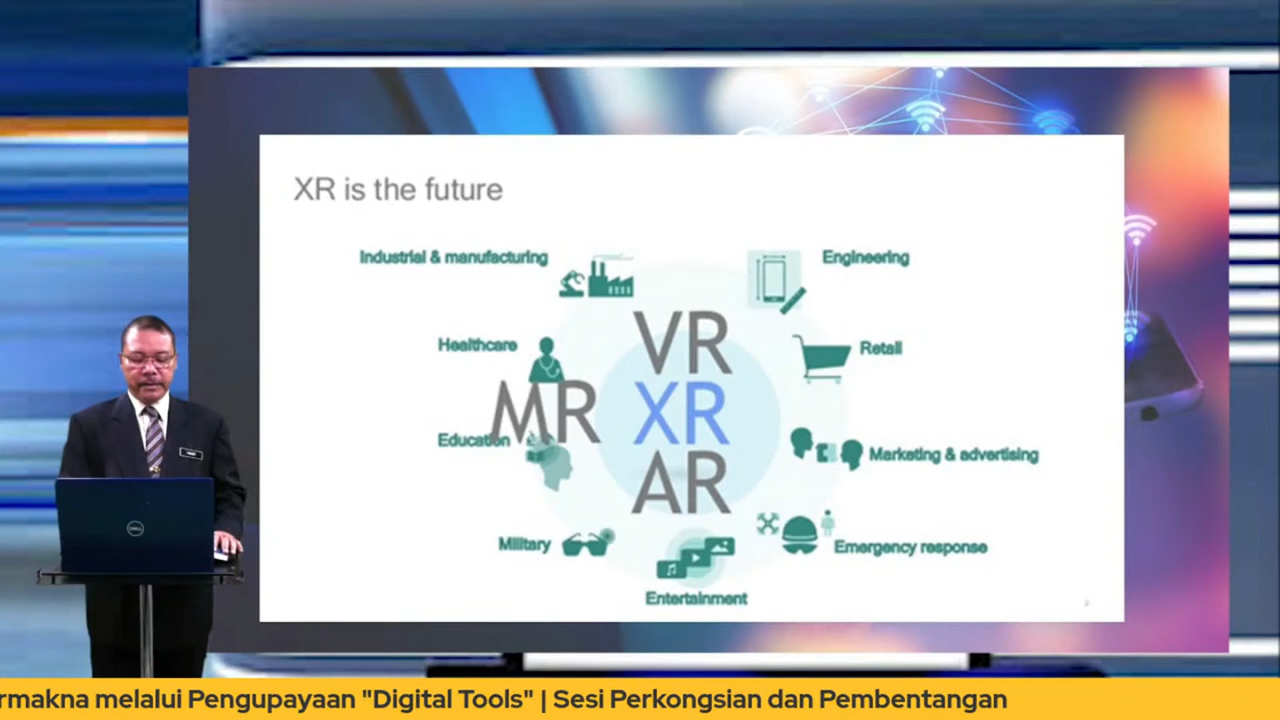 XR is the future
Industrial & manufacturing
Engineering
Healthcare
VR
Retail
MR
XR
Education
AR
Marketing & advertising
Military
Emergency response
Entertainment
DELL
rmakna melalui Pengupayaan "Digital Tools" | Sesi Perkongsian dan Pembentangan